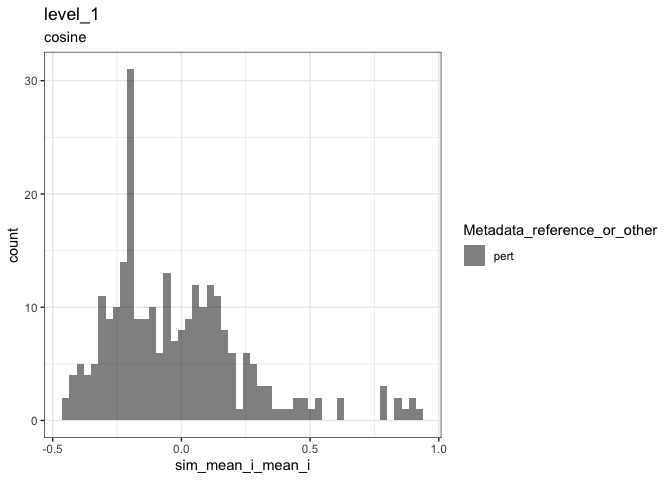 level_1
cosine
30
20
10
0
count
-0.5
0.0
0.5
1.0
sim_mean_i_mean_i
Metadata_reference_or_other
pert